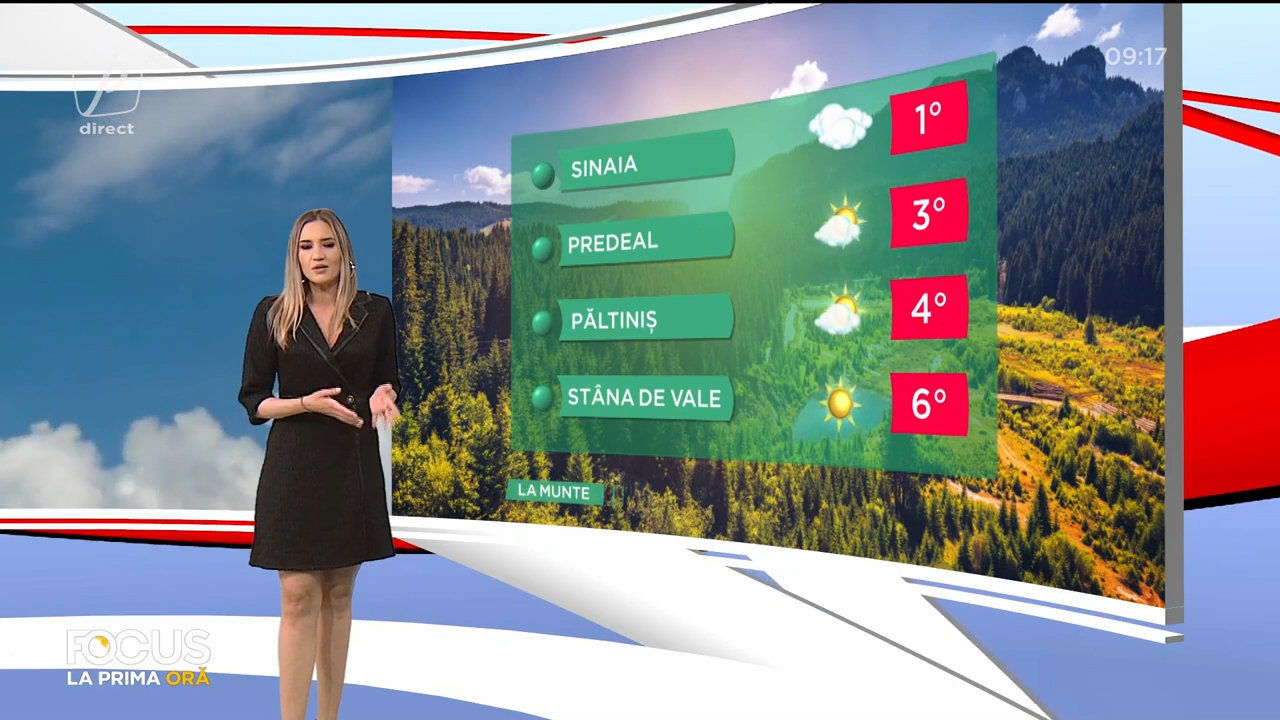 direct
09:17
SINAIA
1°
PREDEAL
3°
PĂLTINIȘ
4°
STÂNA DE VALE
6°
LA MUNTE
FOCUS
LA PRIMA ORĂ